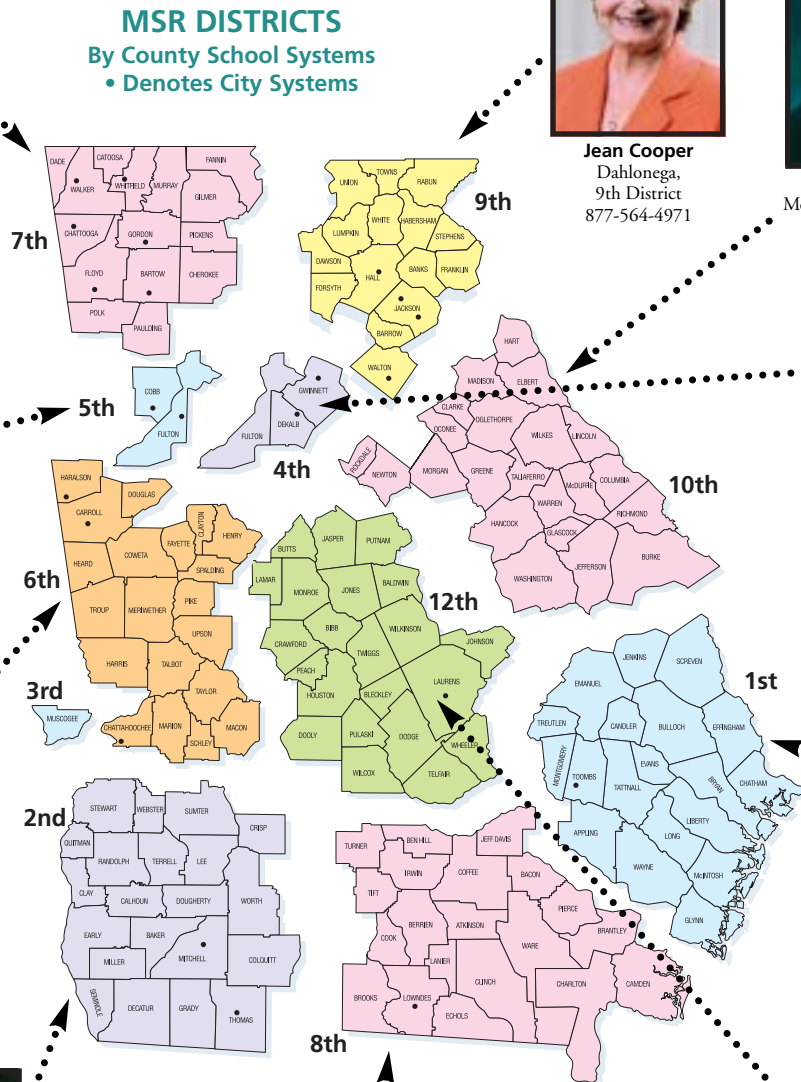 MSR DISTRICTS
By County School Systems
• Denotes City Systems
Jean Cooper
Dahlonega,
9th District
877-564-4971
7th
DADE
CATOOSA
FANNIN
WALKER
WHITFIELD
MURRAY
GILMER
CHATTOOGA
GORDON
PICKENS
FLOYD
BARTOW
CHEROKEE
POLK
PAULDING
9th
UNION
TOWNS
RABUN
WHITE
HABERSHAM
LUMPKIN
STEPHENS
DAWSON
HALL
BANKS
FRANKLIN
FORSYTH
JACKSON
BARROW
WALTON
5th
COBB
FULTON
4th
GWINNETT
DEKALB
FULTON
10th
HART
MADISON
ELBERT
CLARKE
OGLETHORPE
OCONEE
WILKES
LINCOLN
ROCKDALE
NEWTON
MORGAN
GREENE
TALIAFERRO
McDUFFIE
COLUMBIA
WARREN
RICHMOND
HANCOCK
GLASCOCK
BURKE
JEFFERSON
WASHINGTON
6th
HARALSON
DOUGLAS
CARROLL
CLAYTON
HENRY
FAYETTE
COWETA
HEARD
SPALDING
TROUP
MERIWETHER
PIKE
UPSON
HARRIS
TALBOT
TAYLOR
CHATTAHOOCHEE
MARION
MACON
SCHLEY
3rd
MUSCOGEE
12th
JASPER
PUTNAM
BUTTS
LAMAR
MONROE
JONES
BALDWIN
BIBB
WILKINSON
CRAWFORD
TWIGGS
JOHNSON
PEACH
LAURENS
HOUSTON
BLECKLEY
DOOLY
PULASKI
DODGE
WHEELER
WILCOX
TELFAIR
1st
JENKINS
SCREVEN
EMANUEL
TREUTLEN
CANDLER
BULLOCH
EFFINGHAM
MONTGOMERY
EVANS
TOOMBS
TATTNALL
BRYAN
CHATHAM
LIBERTY
APPLING
LONG
WAYNE
McINTOSH
GLYNN
2nd
STEWART
WEBSTER
SUMTER
CRISP
QUITMAN
RANDOLPH
TERRELL
LEE
CLAY
CALHOUN
DOUGHERTY
WORTH
EARLY
BAKER
MILLER
MITCHELL
COLQUITT
SEMINOLE
DECATUR
GRADY
THOMAS
8th
TURNER
BEN HILL
JEFF DAVIS
IRWIN
COFFEE
BACON
TIFT
PIERCE
BERRIEN
ATKINSON
BRANTLEY
COOK
WARE
LANIER
CLINCH
CHARLTON
CAMDEN
BROOKS
LOWNDES
ECHOLS